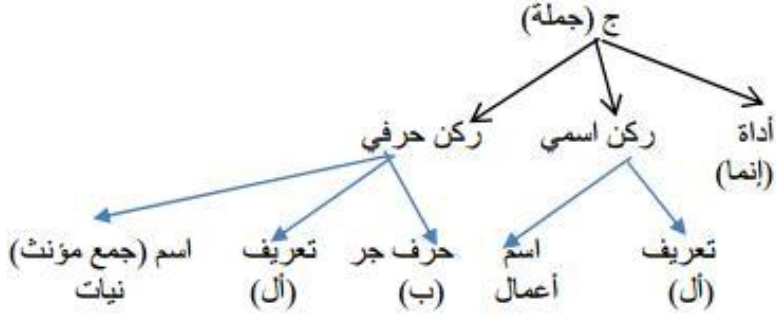 ج (جملة)
أداة ركن اسمي ركن حرفي
(إنما)
تعريف اسم حرف جر تعريف اسم (جمع مؤنث)
(أل) أعمال (ب) (أل) نيات